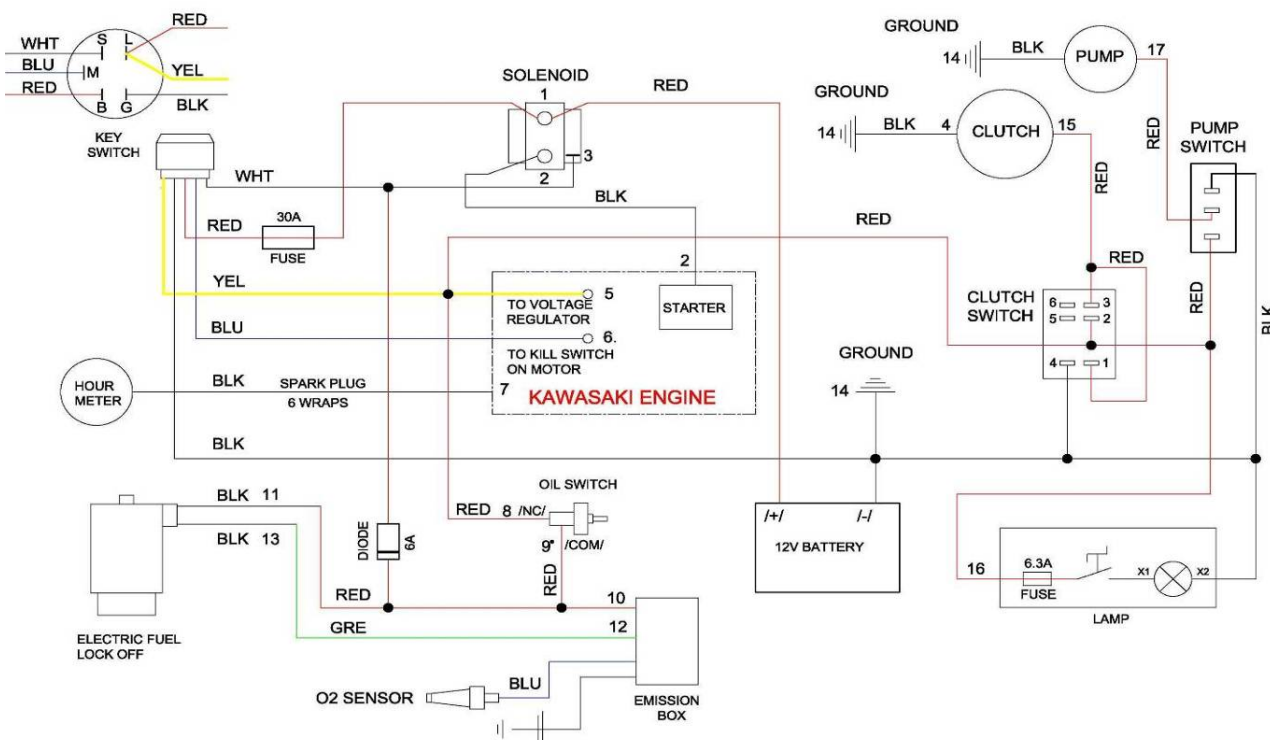 RED
S L
WHT
BLU
M
YEL
RED
B G
BLK
KEY
SWITCH
SOLENOID
1
RED
3
2
WHT
BLK
RED
30A
FUSE
YEL
BLU
2
5
TO VOLTAGE
REGULATOR
STARTER
6.
TO KILL SWITCH
ON MOTOR
7
KAWASAKI ENGINE
HOUR
METER
BLK
SPARK PLUG
6 WRAPS
BLK
GROUND
14
BLK
PUMP
17
GROUND
14
BLK
4
CLUTCH
15
RED
RED
PUMP
SWITCH
RED
RED
RED
BLK
CLUTCH
SWITCH
6 3
5 2
4 1
GROUND
14
BLK 11
BLK 13
ELECTRIC FUEL
LOCK OFF
DIODE
6A
RED 8 /NC/
OIL SWITCH
9* /COM/
RED
RED
10
GRE
12
BLU
O2 SENSOR
EMISSION
BOX
/+/ /-/
12V BATTERY
16
6.3A
FUSE
X1
X2
LAMP